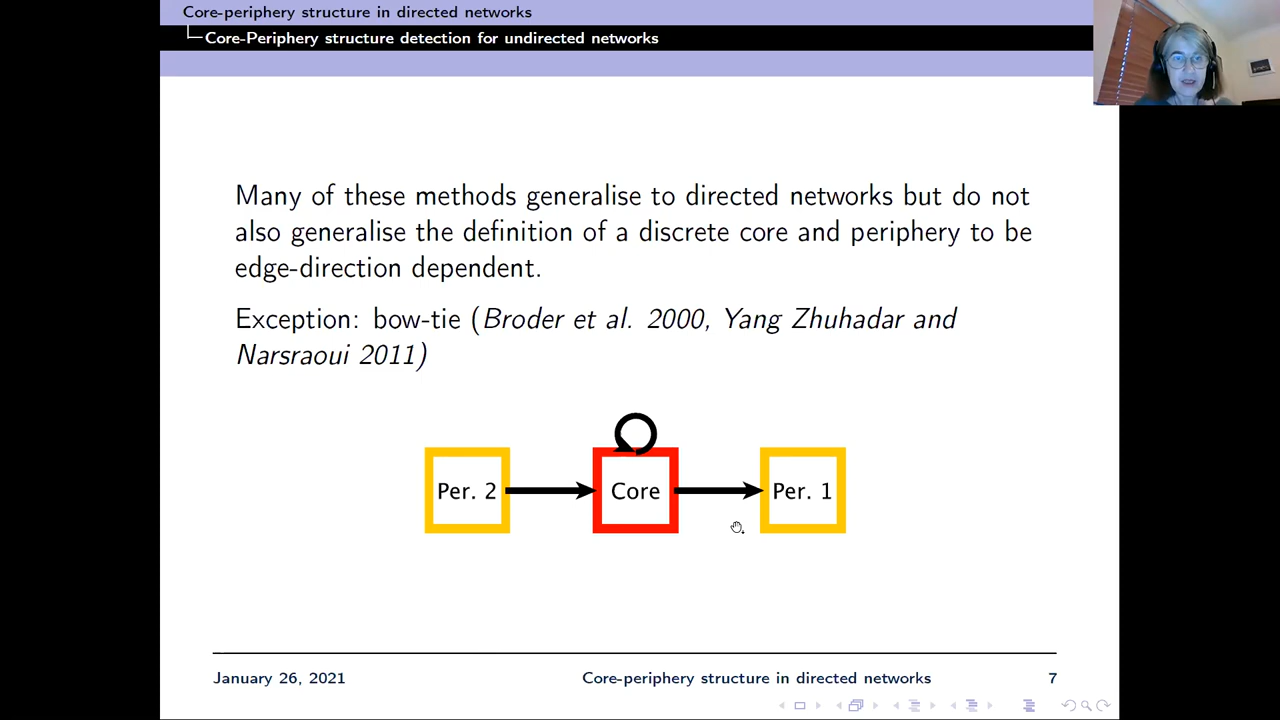 Core-periphery structure in directed networks
Core-Periphery structure detection for undirected networks
Many of these methods generalise to directed networks but do not
also generalise the definition of a discrete core and periphery to be
edge-direction dependent.
Exception: bow-tie (Broder et al. 2000, Yang Zhuhadar and
Narsraoui 2011)
Per. 2
Core
Per. 1
January 26, 2021
Core-periphery structure in directed networks
7